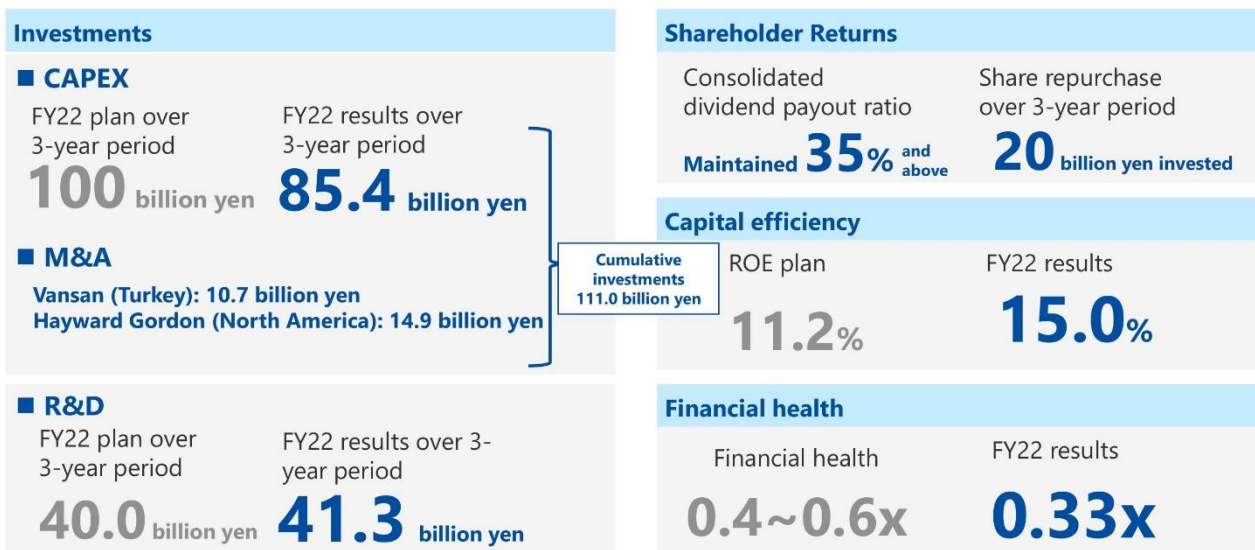 Investments
■ CAPEX
FY22 plan over
3-year period
100 billion yen
FY22 results over
3-year period
85.4 billion yen
■ M&A
Vansan (Turkey): 10.7 billion yen
Hayward Gordon (North America): 14.9 billion yen
Cumulative
investments
111.0 billion yen
■ R&D
FY22 plan over
3-year period
40.0 billion yen
FY22 results over 3-
year period
41.3 billion yen
Shareholder Returns
Consolidated
dividend payout ratio
Maintained 35% and
above
Share repurchase
over 3-year period
20 billion yen invested
Capital efficiency
ROE plan
11.2%
FY22 results
15.0%
Financial health
Financial health
0.4~0.6x
FY22 results
0.33x